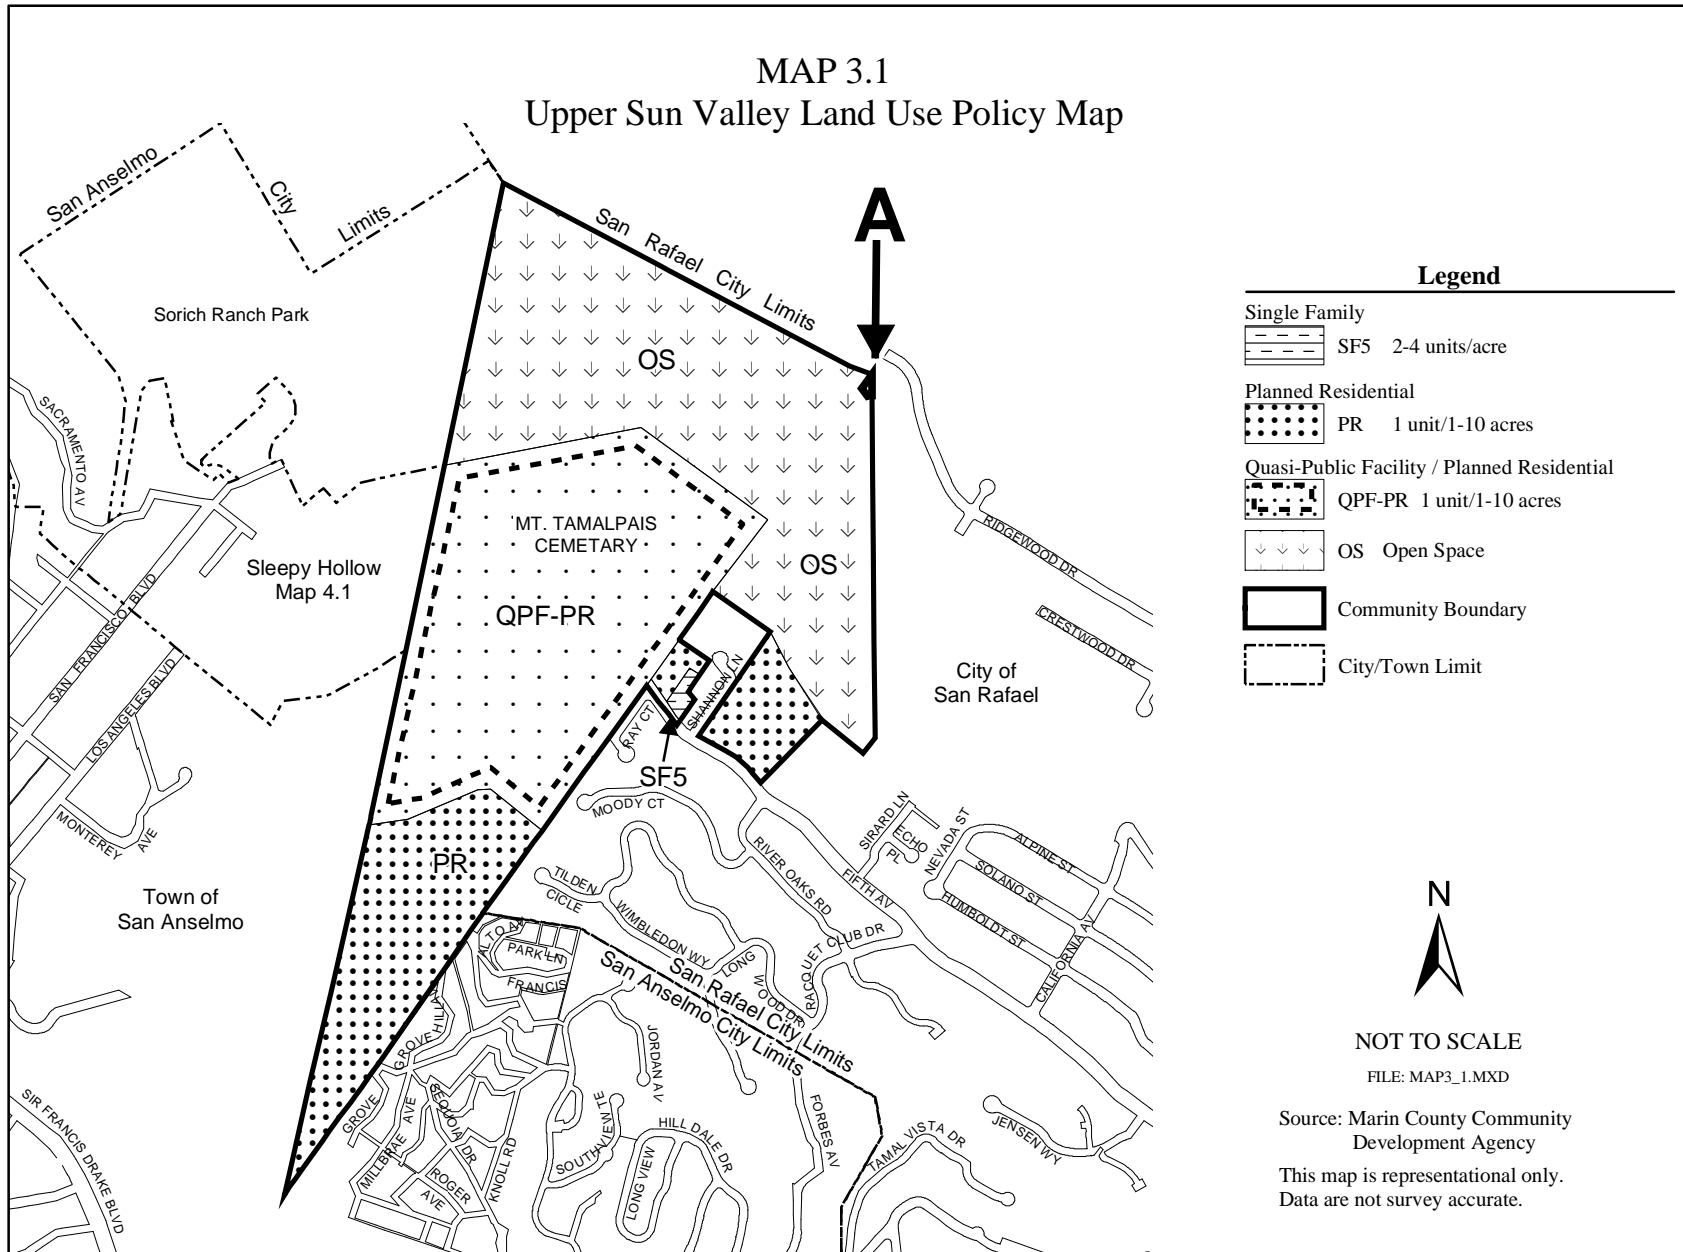 MAP 3.1
Upper Sun Valley Land Use Policy Map
San Anselmo
City
Limits
San Rafael City Limits
A
Sorich Ranch Park
OS
Legend
Single Family
SF5 2-4 units/acre
Planned Residential
PR 1 unit/1-10 acres
Quasi-Public Facility / Planned Residential
QPF-PR 1 unit/1-10 acres
OS Open Space
Community Boundary
City/Town Limit
SACRAMENTO AV
MT. TAMALPAIS
CEMETARY
OS
RIDGEWOOD DR
Sleepy Hollow
Map 4.1
QPF-PR
CRESTWOOD DR
SAN FRANCISCO BLVD
LOS ANGELES BLVD
City of
San Rafael
SHANNON LN
RAY CT
SF5
MOODY CT
MONTEREY
AVE
PR
SIRARD LN
ECHO
PL
NEVADA ST
ALPINE ST
SOLANO ST
HUMBOLDT ST
CALIFORNIA AV
RIVER OAKS RD
FIFTH AV
TILDEN
CICLE
WIMBLEDON WY
LONG
WOOD DR
RACQUET CLUB DR
Town of
San Anselmo
ALTO AV
PARK LN
FRANCIS
San Rafael City Limits
San Anselmo City Limits
HILL AV
GROVE
GROVE
JORDAN AV
MILLBRAE AVE
SEQUOIA DR
ROGER
AVE
KNOLL RD
SOUTHVIEW TE
LONG VIEW
HILL DALE DR
FORBES AV
TAMAL VISTA DR
JENSEN WY
SIR FRANCIS DRAKE BLVD
N
NOT TO SCALE
FILE: MAP3_1.MXD
Source: Marin County Community
Development Agency
This map is representational only.
Data are not survey accurate.